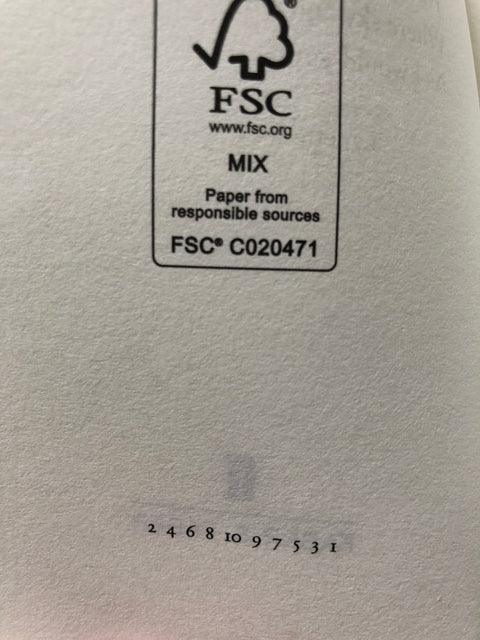 ®
FSC
www.fsc.org
MIX
Paper from
responsible sources
FSC® C020471
2 4 6 8 10 9 7 5 3 1